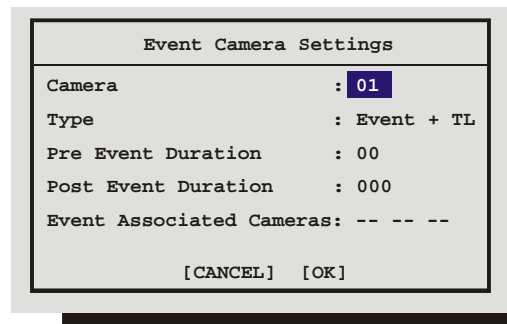 Event Camera Settings
Camera : 01
Type : Event + TL
Pre Event Duration : 00
Post Event Duration : 000
Event Associated Cameras: -- -- --
[CANCEL] [OK]